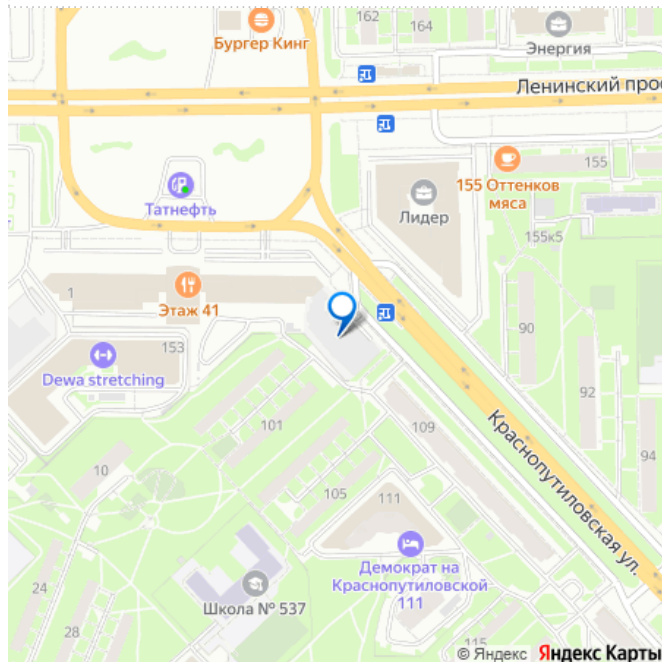 162
164
Энергия
Бургер Кинг
Ленинский прос
155
155 Оттенков
мяса
Татнефть
Лидер
155к5
1
Этаж 41
153
Dewa stretching
90
92
101
109
94
Краснопутиловская ул.
10
105
111
Демократ на
Краснопутиловской
111
24
Школа № 537
28
115
© Яндекс Яндекс Карты